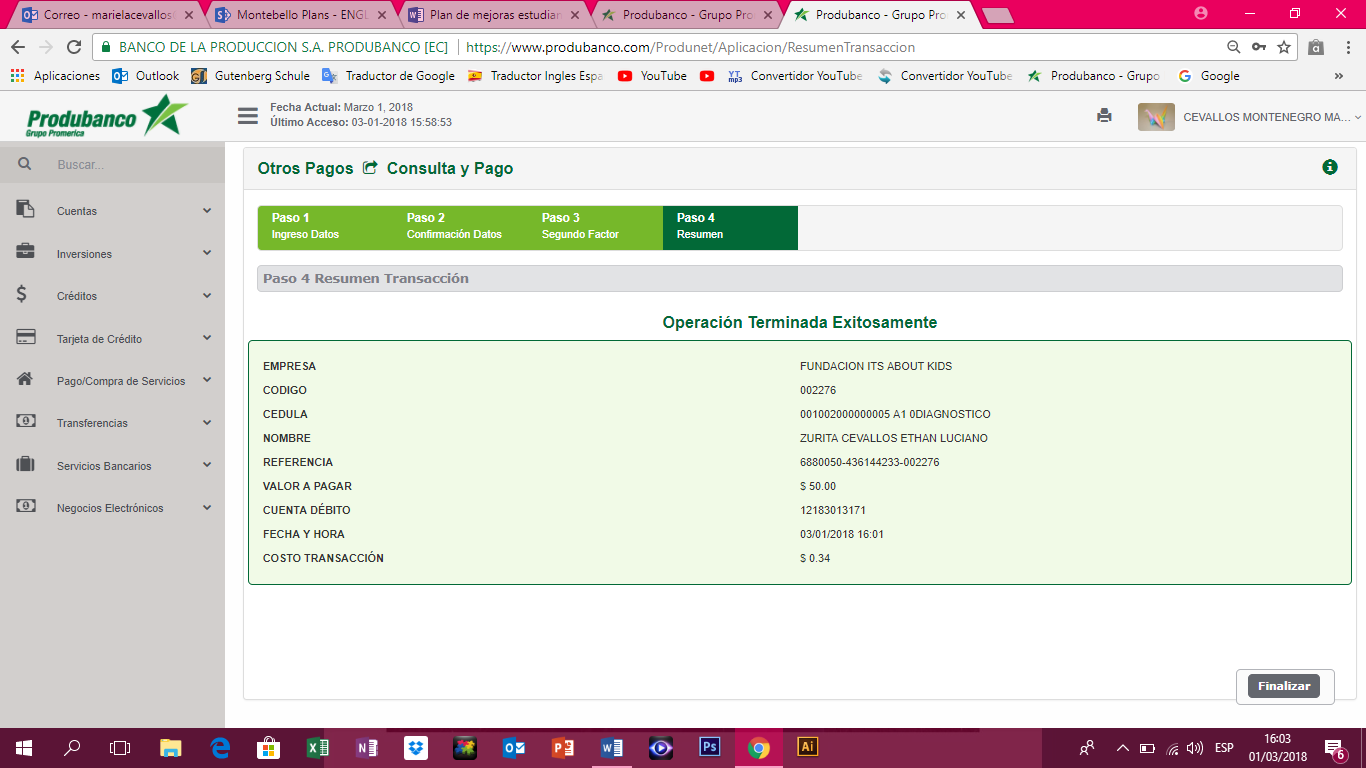 Correo - marielacevallos
Montebello Plans - ENGL
Plan de mejoras estudian
Produbanco - Grupo Pro
Produbanco - Grupo Pro
BANCO DE LA PRODUCCION S.A. PRODUBANCO [EC] https://www.produbanco.com/Produnet/Aplicacion/ResumenTransaccion
Aplicaciones Outlook Gutenberg Schule Traductor de Google Traductor Ingles Espa YouTube Convertidor YouTube Convertidor YouTube Produbanco - Grupo Google »
Produbanco
Grupo Promerica
Fecha Actual: Marzo 1, 2018
Último Acceso: 03-01-2018 15:58:53
CEVALLOS MONTENEGRO MA...
Buscar...
Cuentas
Inversiones
Créditos
Tarjeta de Crédito
Pago/Compra de Servicios
Transferencias
Servicios Bancarios
Negocios Electrónicos
Otros Pagos Consulta y Pago
Paso 1
Ingreso Datos
Paso 2
Confirmación Datos
Paso 3
Segundo Factor
Paso 4
Resumen
Paso 4 Resumen Transacción
Operación Terminada Exitosamente
EMPRESA FUNDACION ITS ABOUT KIDS
CODIGO 002276
CEDULA 001002000000005 A1 0DIAGNOSTICO
NOMBRE ZURITA CEVALLOS ETHAN LUCIANO
REFERENCIA 6880050-436144233-002276
VALOR A PAGAR $ 50.00
CUENTA DÉBITO 12183013171
FECHA Y HORA 03/01/2018 16:01
COSTO TRANSACCIÓN $ 0.34
Finalizar
ESP
16:03
01/03/2018
6